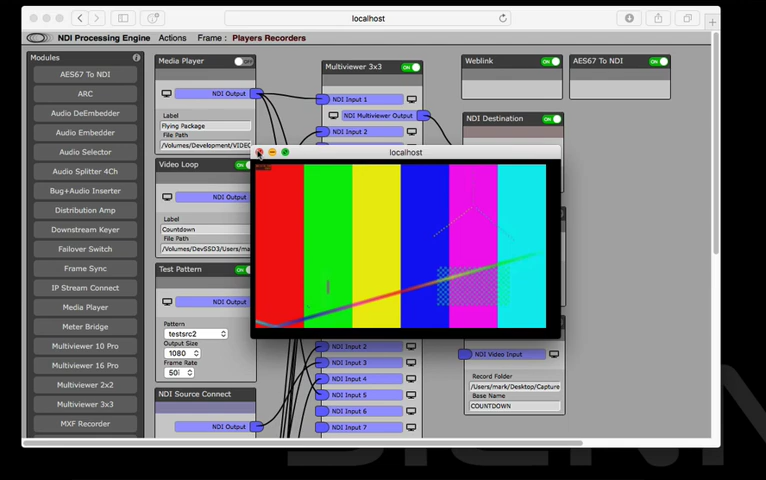 localhost
NDI Processing Engine Actions Frame : Players Recorders
Modules
AES67 To NDI
ARC
Audio DeEmbedder
Audio Embedder
Audio Selector
Audio Splitter 4Ch
Bug+Audio Inserter
Distribution Amp
Downstream Keyer
Failover Switch
Frame Sync
IP Stream Connect
Media Player
Meter Bridge
Multiviewer 10 Pro
Multiviewer 16 Pro
Multiviewer 2x2
Multiviewer 3x3
MXF Recorder
Media Player OFF
NDI Output
Label
Flying Package
File Path
/Volumes/Development/VIDEO
Video Loop
NDI Output
Label
Countdown
File Path
/Volumes/DevSSD3/Users/ma
Test Pattern ON
NDI Output
Pattern
testsrc2
Output Size
1080
Frame Rate
50i
NDI Source Connect
NDI Output
Multiviewer 3x3 ON
NDI Input 1
NDI Multiviewer Output
NDI Input 2
localhost
NDI Input 2
NDI Input 3
NDI Input 4
NDI Input 5
NDI Input 6
NDI Input 7
Weblink ON
AES67 To NDI ON
NDI Destination ON
NDI Video Input
Record Folder
/Users/mark/Desktop/Capture
Base Name
COUNTDOWN